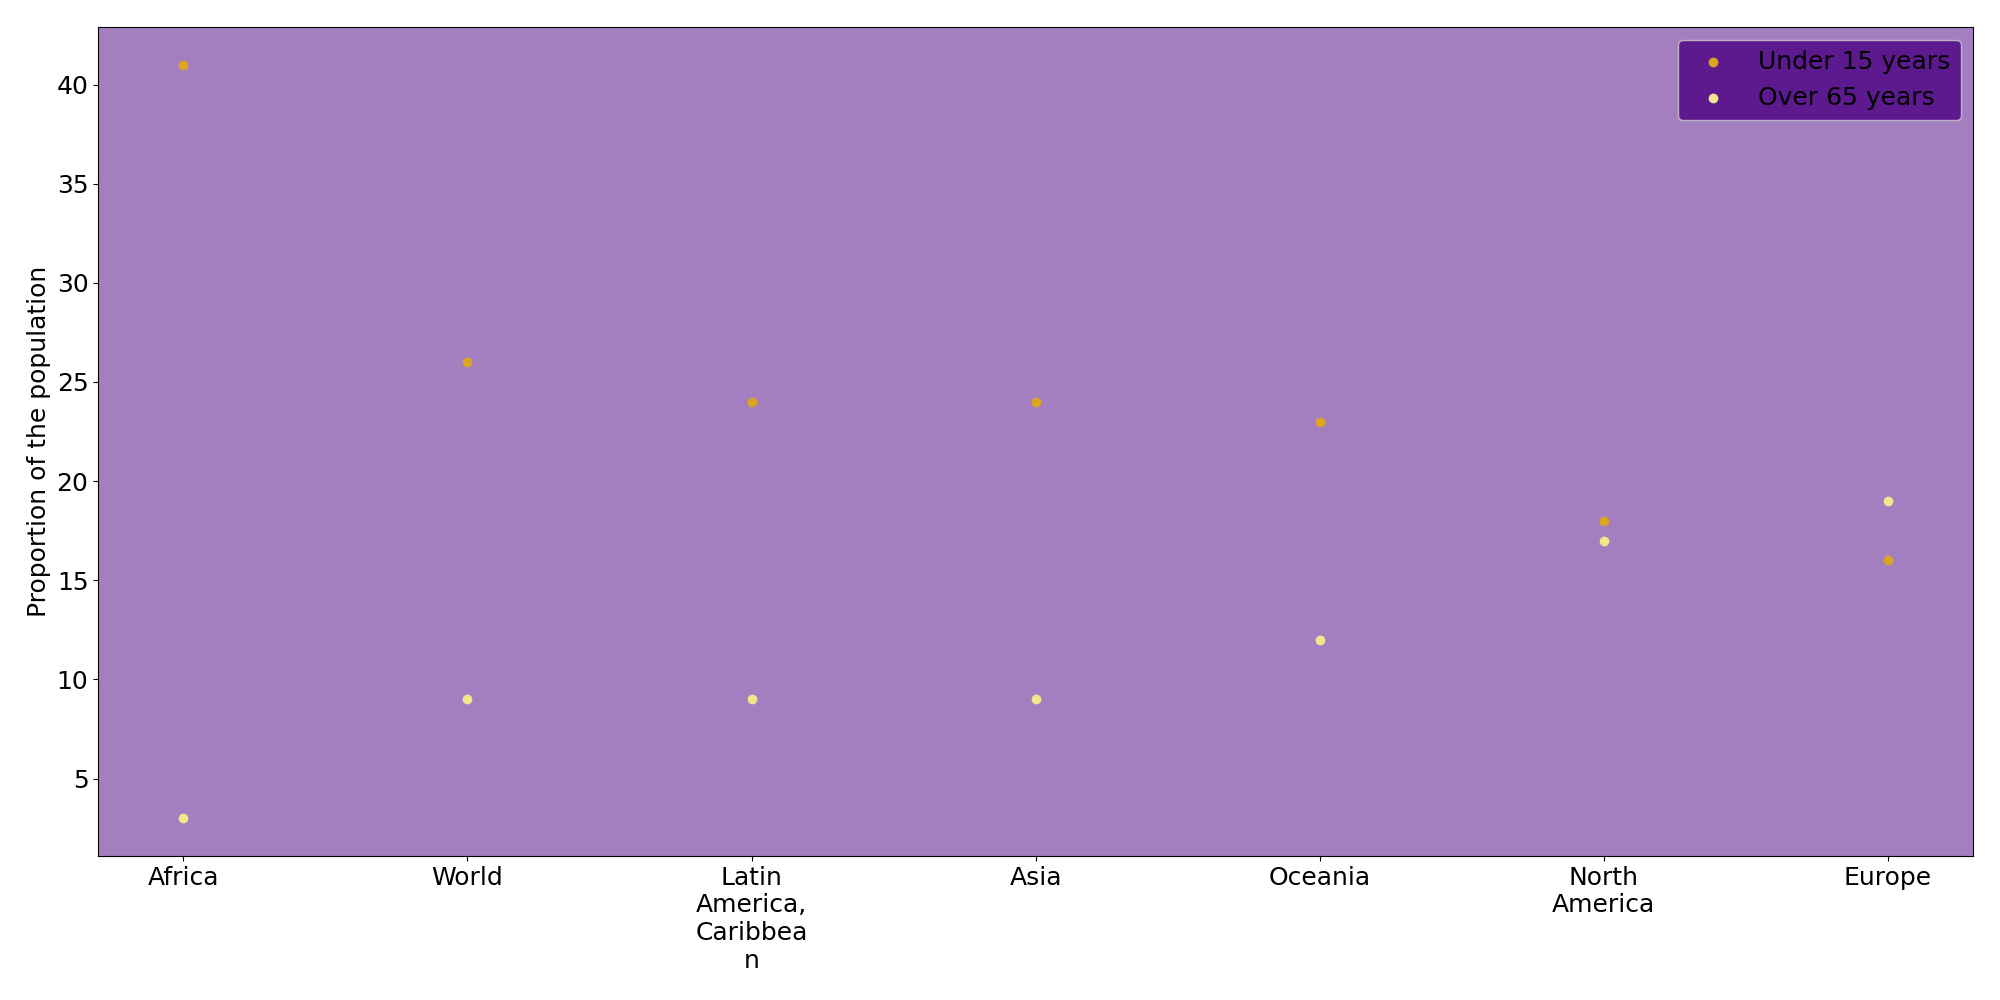 Under 15 years
Over 65 years
Proportion of the population
40
35
30
25
20
15
10
5
Africa
World
Latin
America,
Caribbea
n
Asia
Oceania
North
America
Europe